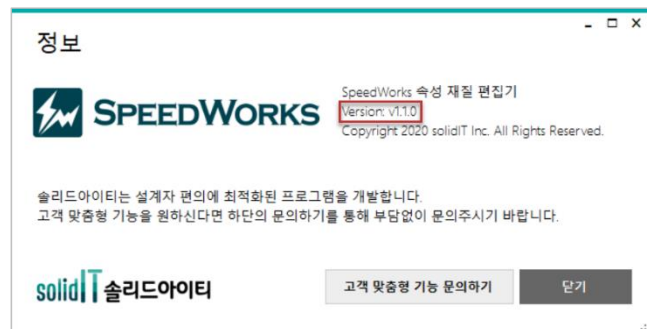 정보
SPEEDWORKS
SpeedWorks 속성 재질 편집기
Version: v1.1.0
Copyright 2020 solidIT Inc. All Rights Reserved.
솔리드아이티는 설계자 편의에 최적화된 프로그램을 개발합니다.
고객 맞춤형 기능을 원하신다면 하단의 문의하기를 통해 부담없이 문의주시기 바랍니다.
solidIT 솔리드아이티
고객 맞춤형 기능 문의하기
닫기